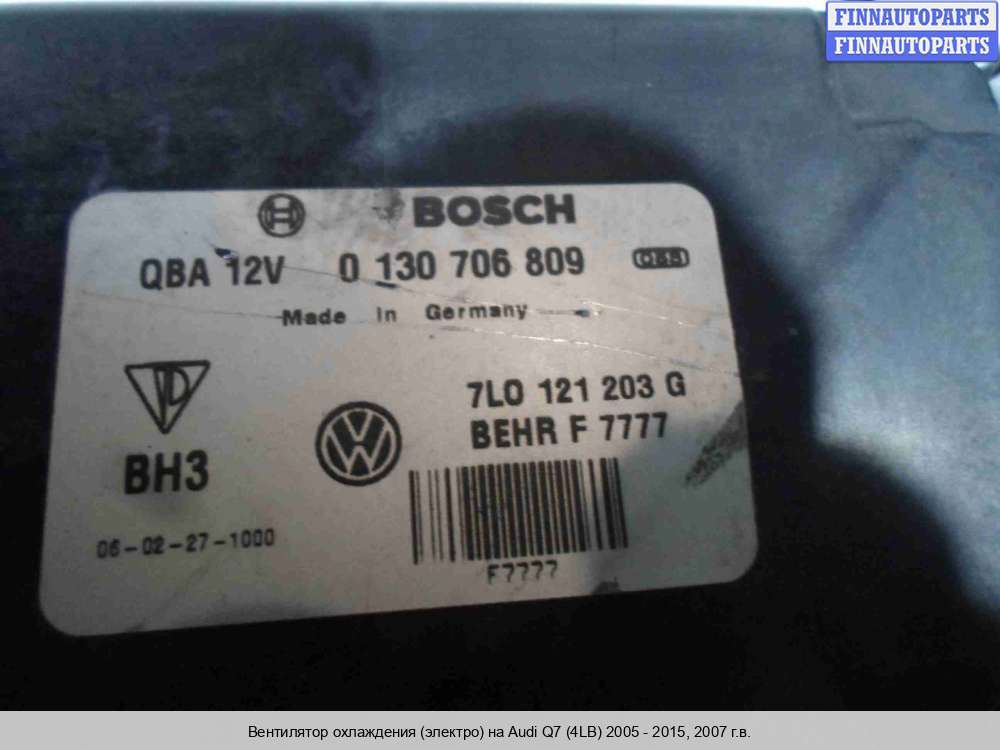 FINNAUTOPARTS
FINNAUTOPARTS
BOSCH
QBA 12V 0 130 706 809 085
Made in Germany
7L0 121 203 G
BEHR F 7777
BH3
06-02-27-1000
F7777
Вентилятор охлаждения (электро) на Audi Q7 (4LB) 2005 - 2015, 2007 г.в.